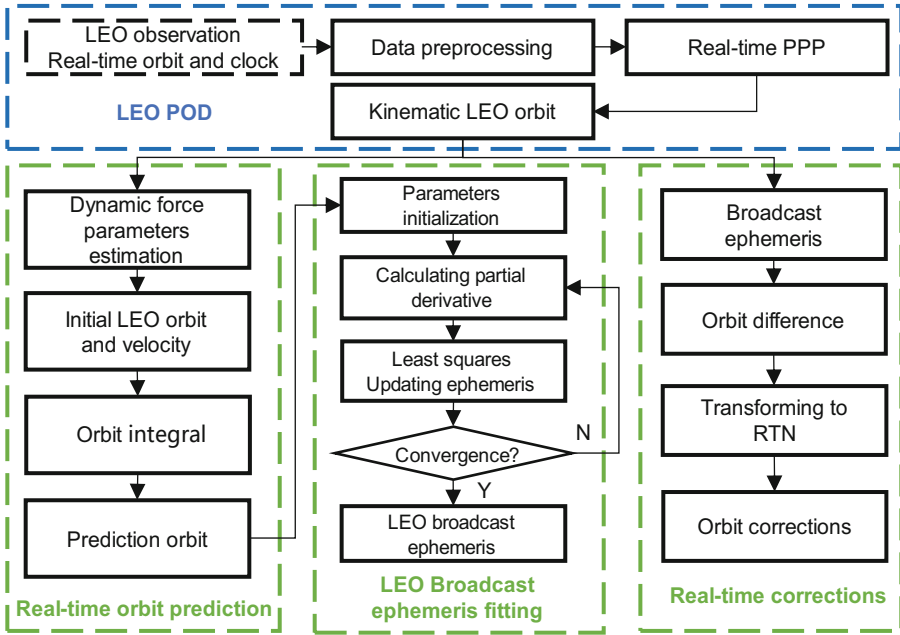 LEO observation
Real-time orbit and clock
Data preprocessing
Real-time PPP
LEO POD
Kinematic LEO orbit
Dynamic force
parameters
estimation
Initial LEO orbit
and velocity
Orbit integral
Prediction orbit
Real-time orbit prediction
Parameters
initialization
Calculating partial
derivative
Least squares
Updating ephemeris
Convergence?
N
Y
LEO broadcast
ephemeris
LEO Broadcast
ephemeris fitting
Broadcast
ephemeris
Orbit difference
Transforming to
RTN
Orbit corrections
Real-time corrections